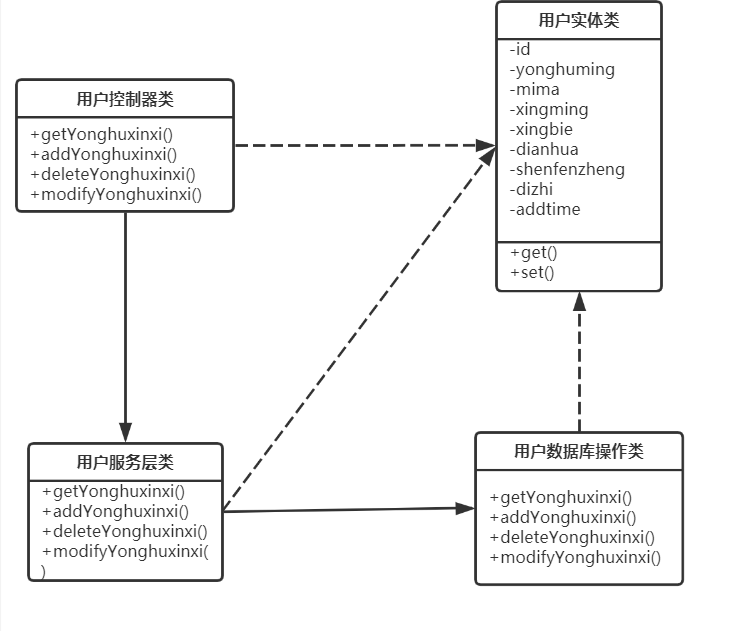 用户实体类
-id
-yonghuming
-mima
-xingming
-xingbie
-dianhua
-shenfenzheng
-dizhi
-addtime
+get()
+set()
用户控制器类
+getYonghuxinxi()
+addYonghuxinxi()
+deleteYonghuxinxi()
+modifyYonghuxinxi()
用户服务层类
+getYonghuxinxi()
+addYonghuxinxi()
+deleteYonghuxinxi()
+modifyYonghuxinxi(
)
用户数据库操作类
+getYonghuxinxi()
+addYonghuxinxi()
+deleteYonghuxinxi()
+modifyYonghuxinxi()